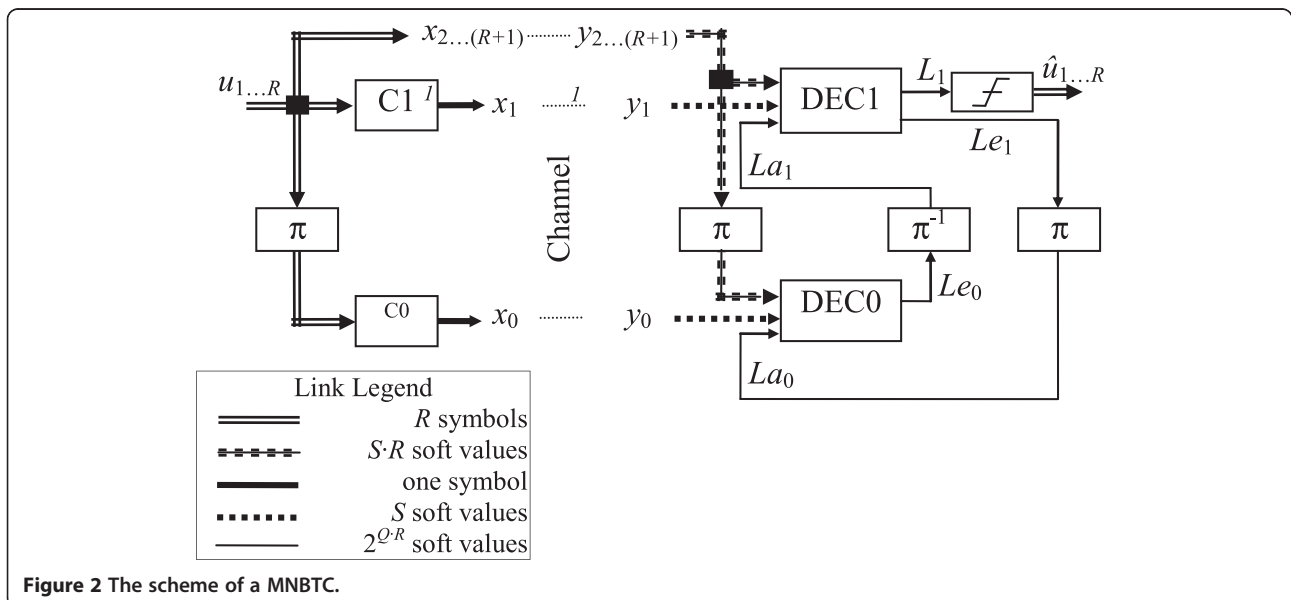 x2…(R+1) ............ y2…(R+1)
u1…R
C1 1
x1 ....1.... y1
DEC1
L1
û1…R
Le1
La1
Channel
π
π
π-1
π
C0
x0 ........... y0
DEC0
Le0
La0
Link Legend
R symbols
S·R soft values
one symbol
S soft values
2Q·R soft values
Figure 2 The scheme of a MNBTC.